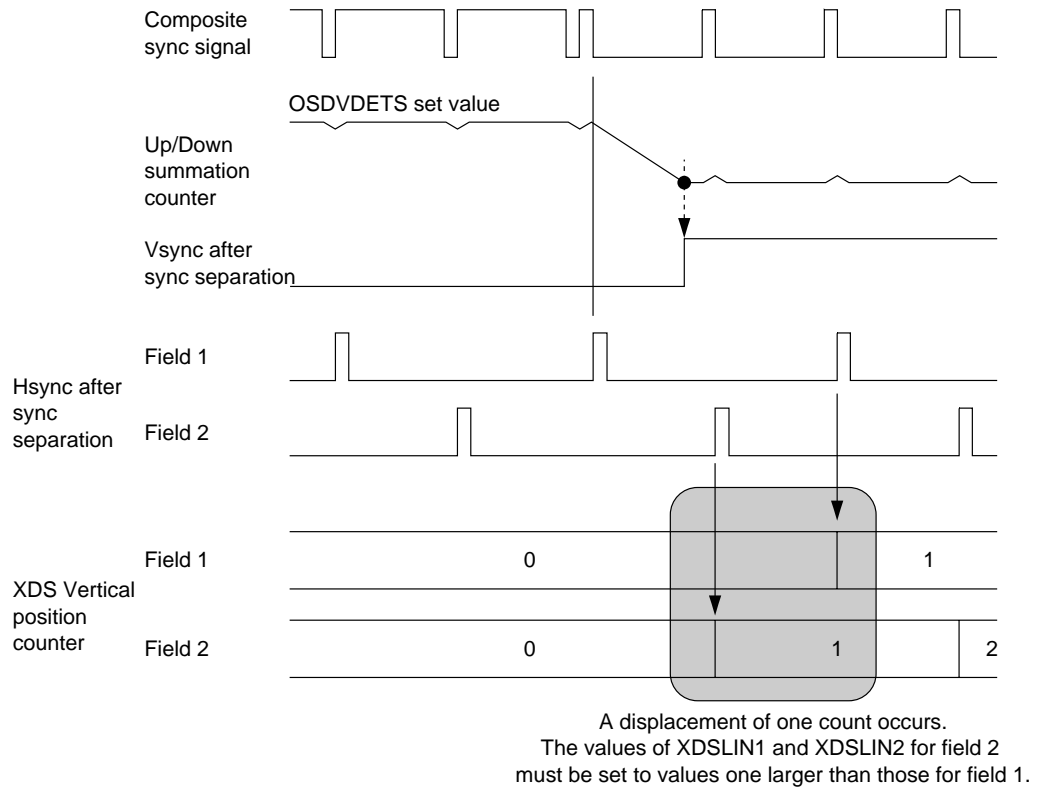 Composite
sync signal
OSDVDETS set value
Up/Down
summation
counter
Vsync after
sync separation
Hsync after
sync
separation
Field 1
Field 2
XDS Vertical
position
counter
Field 1
0
1
Field 2
0
1
2
A displacement of one count occurs.
The values of XDSLIN1 and XDSLIN2 for field 2
must be set to values one larger than those for field 1.